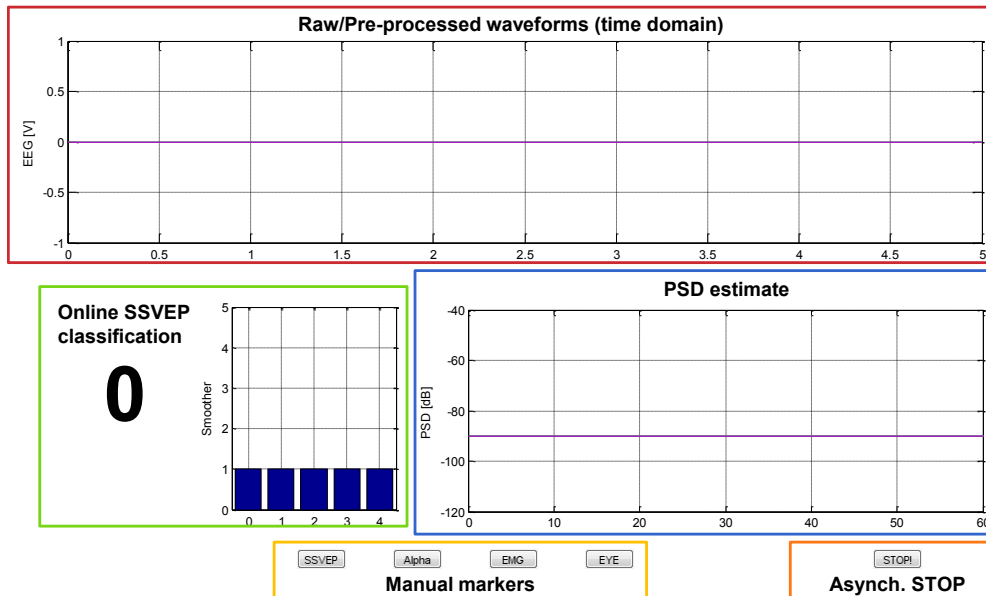 Raw/Pre-processed waveforms (time domain)
1
0.5
0
-0.5
-1
EEG [V]
0 0.5 1 1.5 2 2.5 3 3.5 4 4.5 5
Online SSVEP
classification
0
5
4
3
2
1
0
Smoother
0 1 2 3 4
PSD estimate
-40
-60
-80
-100
-120
PSD [dB]
0 10 20 30 40 50 60
SSVEP Alpha EMG EYE
Manual markers
STOP!
Asynch. STOP